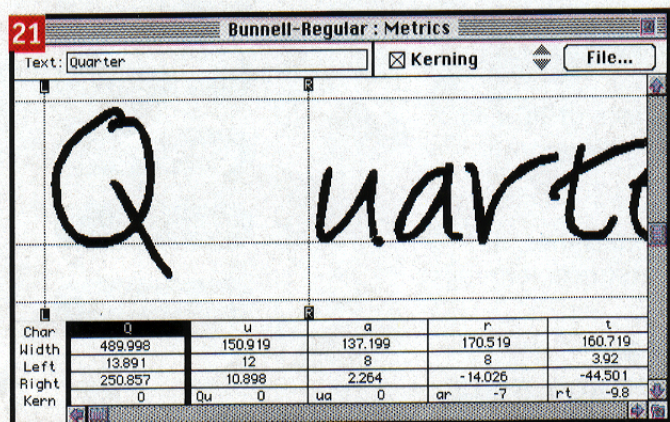 21
Bunnell-Regular : Metrics
Text: Quarter
Kerning
File...
L R
Quarte
L R
Char Q u a r t
Width 489.998 150.919 137.199 170.519 160.719
Left 13.891 12 8 8 3.92
Right 250.857 10.898 2.264 -14.026 -44.501
Kern 0 Qu 0 ua 0 ar -7 rt -9.8